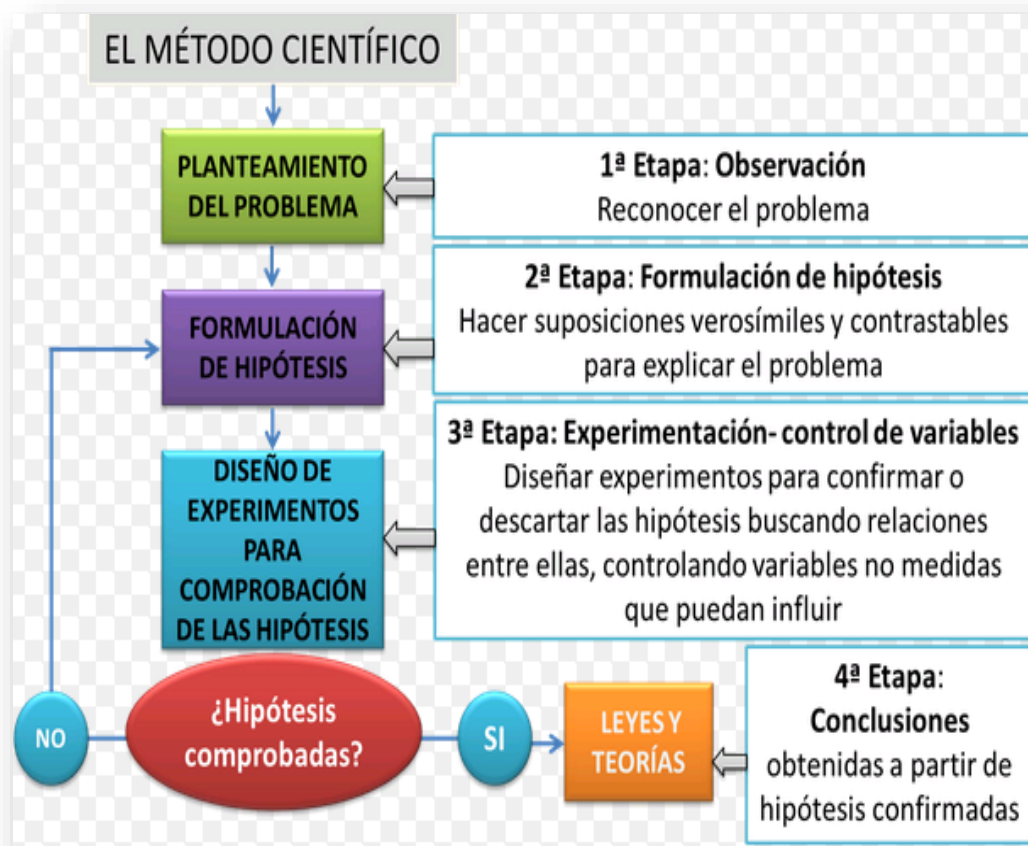 EL MÉTODO CIENTÍFICO
PLANTEAMIENTO
DEL PROBLEMA
1ª Etapa: Observación
Reconocer el problema
FORMULACIÓN
DE HIPÓTESIS
2ª Etapa: Formulación de hipótesis
Hacer suposiciones verosímiles y contrastables
para explicar el problema
DISEÑO DE
EXPERIMENTOS
PARA
COMPROBACIÓN
DE LAS HIPÓTESIS
3ª Etapa: Experimentación- control de variables
Diseñar experimentos para confirmar o
descartar las hipótesis buscando relaciones
entre ellas, controlando variables no medidas
que puedan influir
¿Hipótesis
comprobadas?
NO
SI
LEYES Y
TEORÍAS
4ª Etapa:
Conclusiones
obtenidas a partir de
hipótesis confirmadas